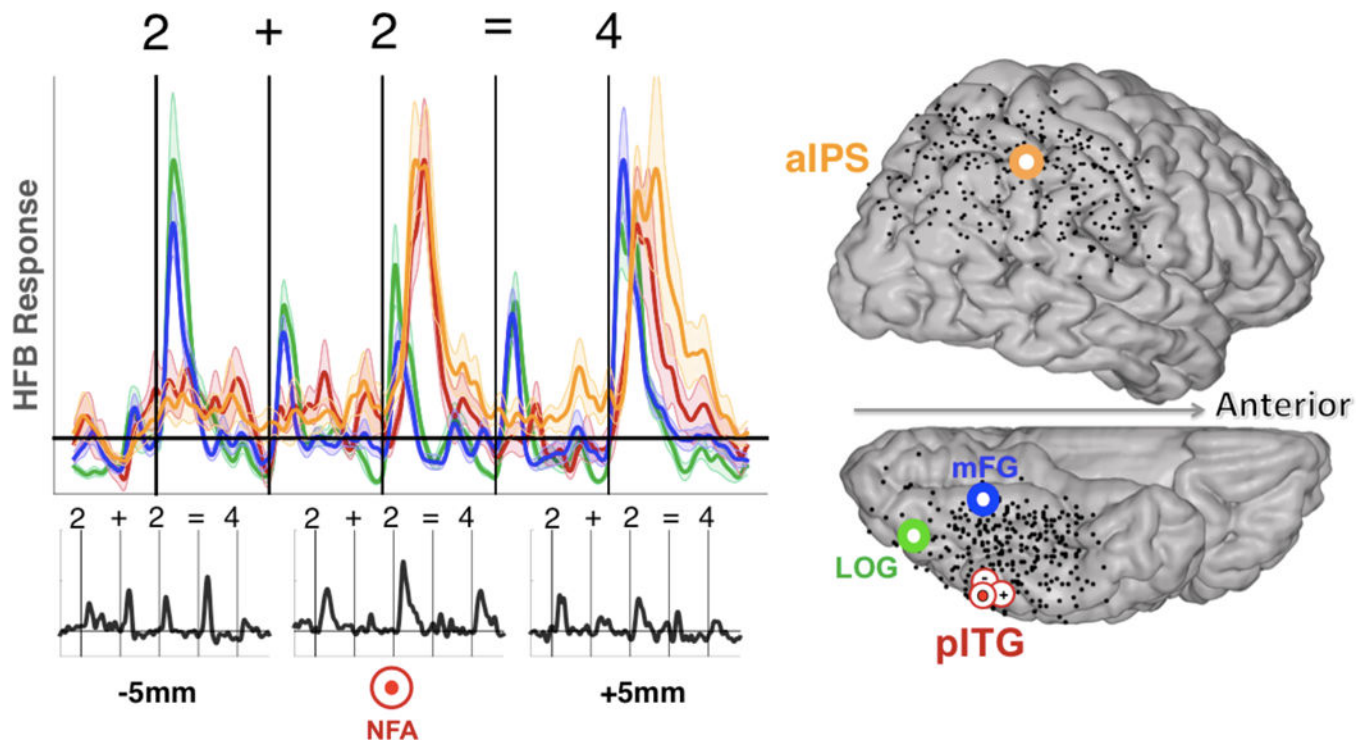 2 + 2 = 4
HFB Response
2 + 2 = 4
2 + 2 = 4
2 + 2 = 4
-5mm
NFA
+5mm
aIPS
Anterior
mFG
LOG
-
+
pITG